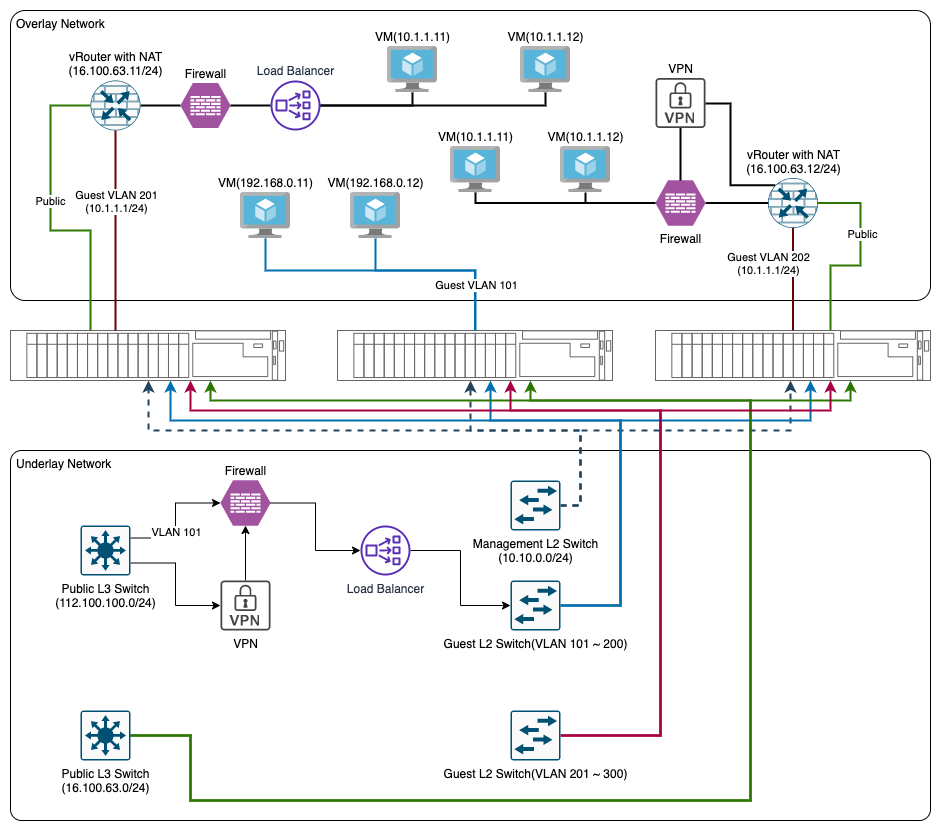 Overlay Network
vRouter with NAT
(16.100.63.11/24)
Firewall
Load Balancer
VM(10.1.1.11)
VM(10.1.1.12)
VPN
VPN
VM(10.1.1.11)
VM(10.1.1.12)
vRouter with NAT
(16.100.63.12/24)
Public
Guest VLAN 201
(10.1.1.1/24)
VM(192.168.0.11)
VM(192.168.0.12)
Firewall
Public
Guest VLAN 202
(10.1.1.1/24)
Guest VLAN 101
Underlay Network
Firewall
VLAN 101
Public L3 Switch
(112.100.100.0/24)
VPN
VPN
Load Balancer
Management L2 Switch
(10.10.0.0/24)
Guest L2 Switch(VLAN 101 ~ 200)
Public L3 Switch
(16.100.63.0/24)
Guest L2 Switch(VLAN 201 ~ 300)